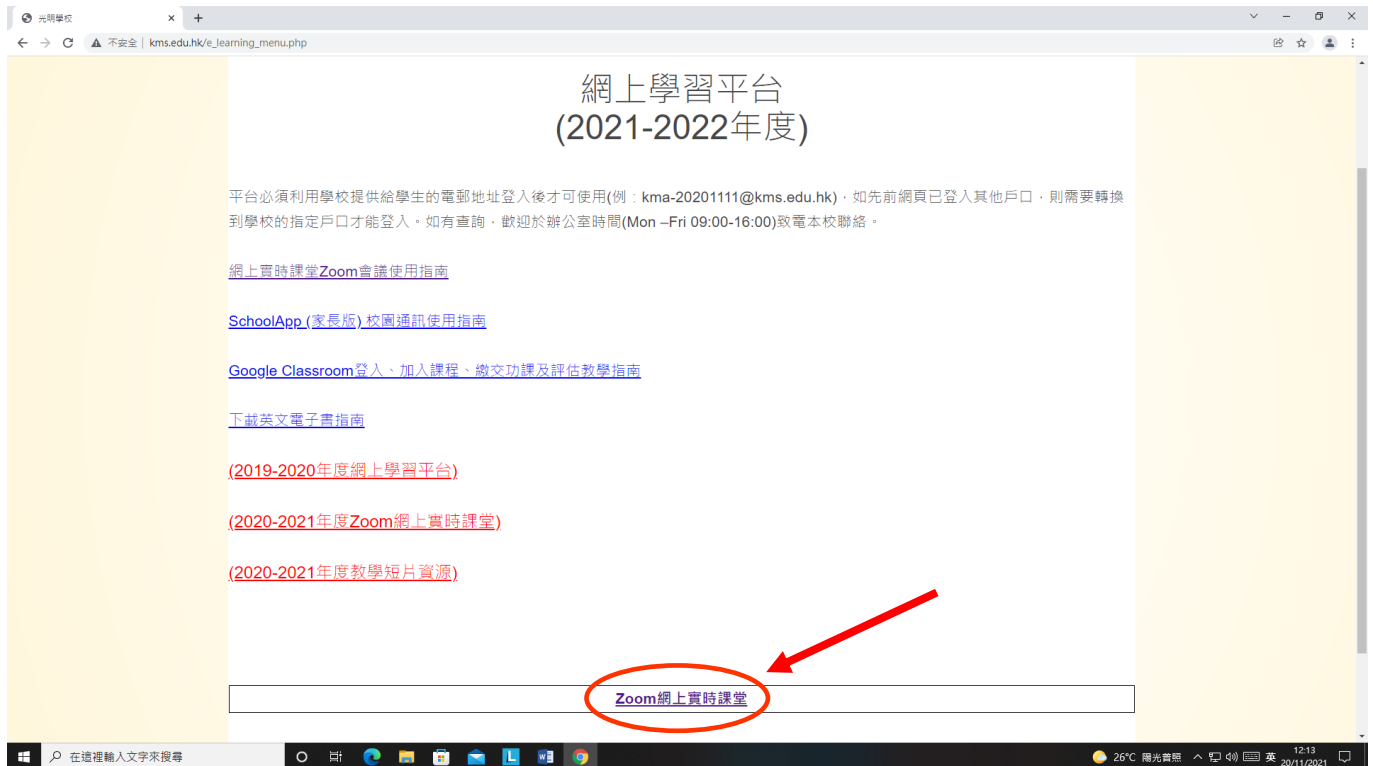 光明學校
不安全 | kms.edu.hk/e_learning_menu.php
網上學習平台
(2021-2022年度)
平台必須利用學校提供給學生的電郵地址登入後才可使用(例：kma-20201111@kms.edu.hk)，如先前網頁已登入其他戶口，則需要轉換
到學校的指定戶口才能登入。如有查詢，歡迎於辦公室時間(Mon –Fri 09:00-16:00)致電本校聯絡。
網上實時課堂Zoom會議使用指南
SchoolApp (家長版) 校園通訊使用指南
Google Classroom登入、加入課程、繳交功課及評估教學指南
下載英文電子書指南
(2019-2020年度網上學習平台)
(2020-2021年度Zoom網上實時課堂)
(2020-2021年度教學短片資源)
Zoom網上實時課堂
在這裡輸入文字來搜尋
26°C 陽光普照
英
12:13
20/11/2021